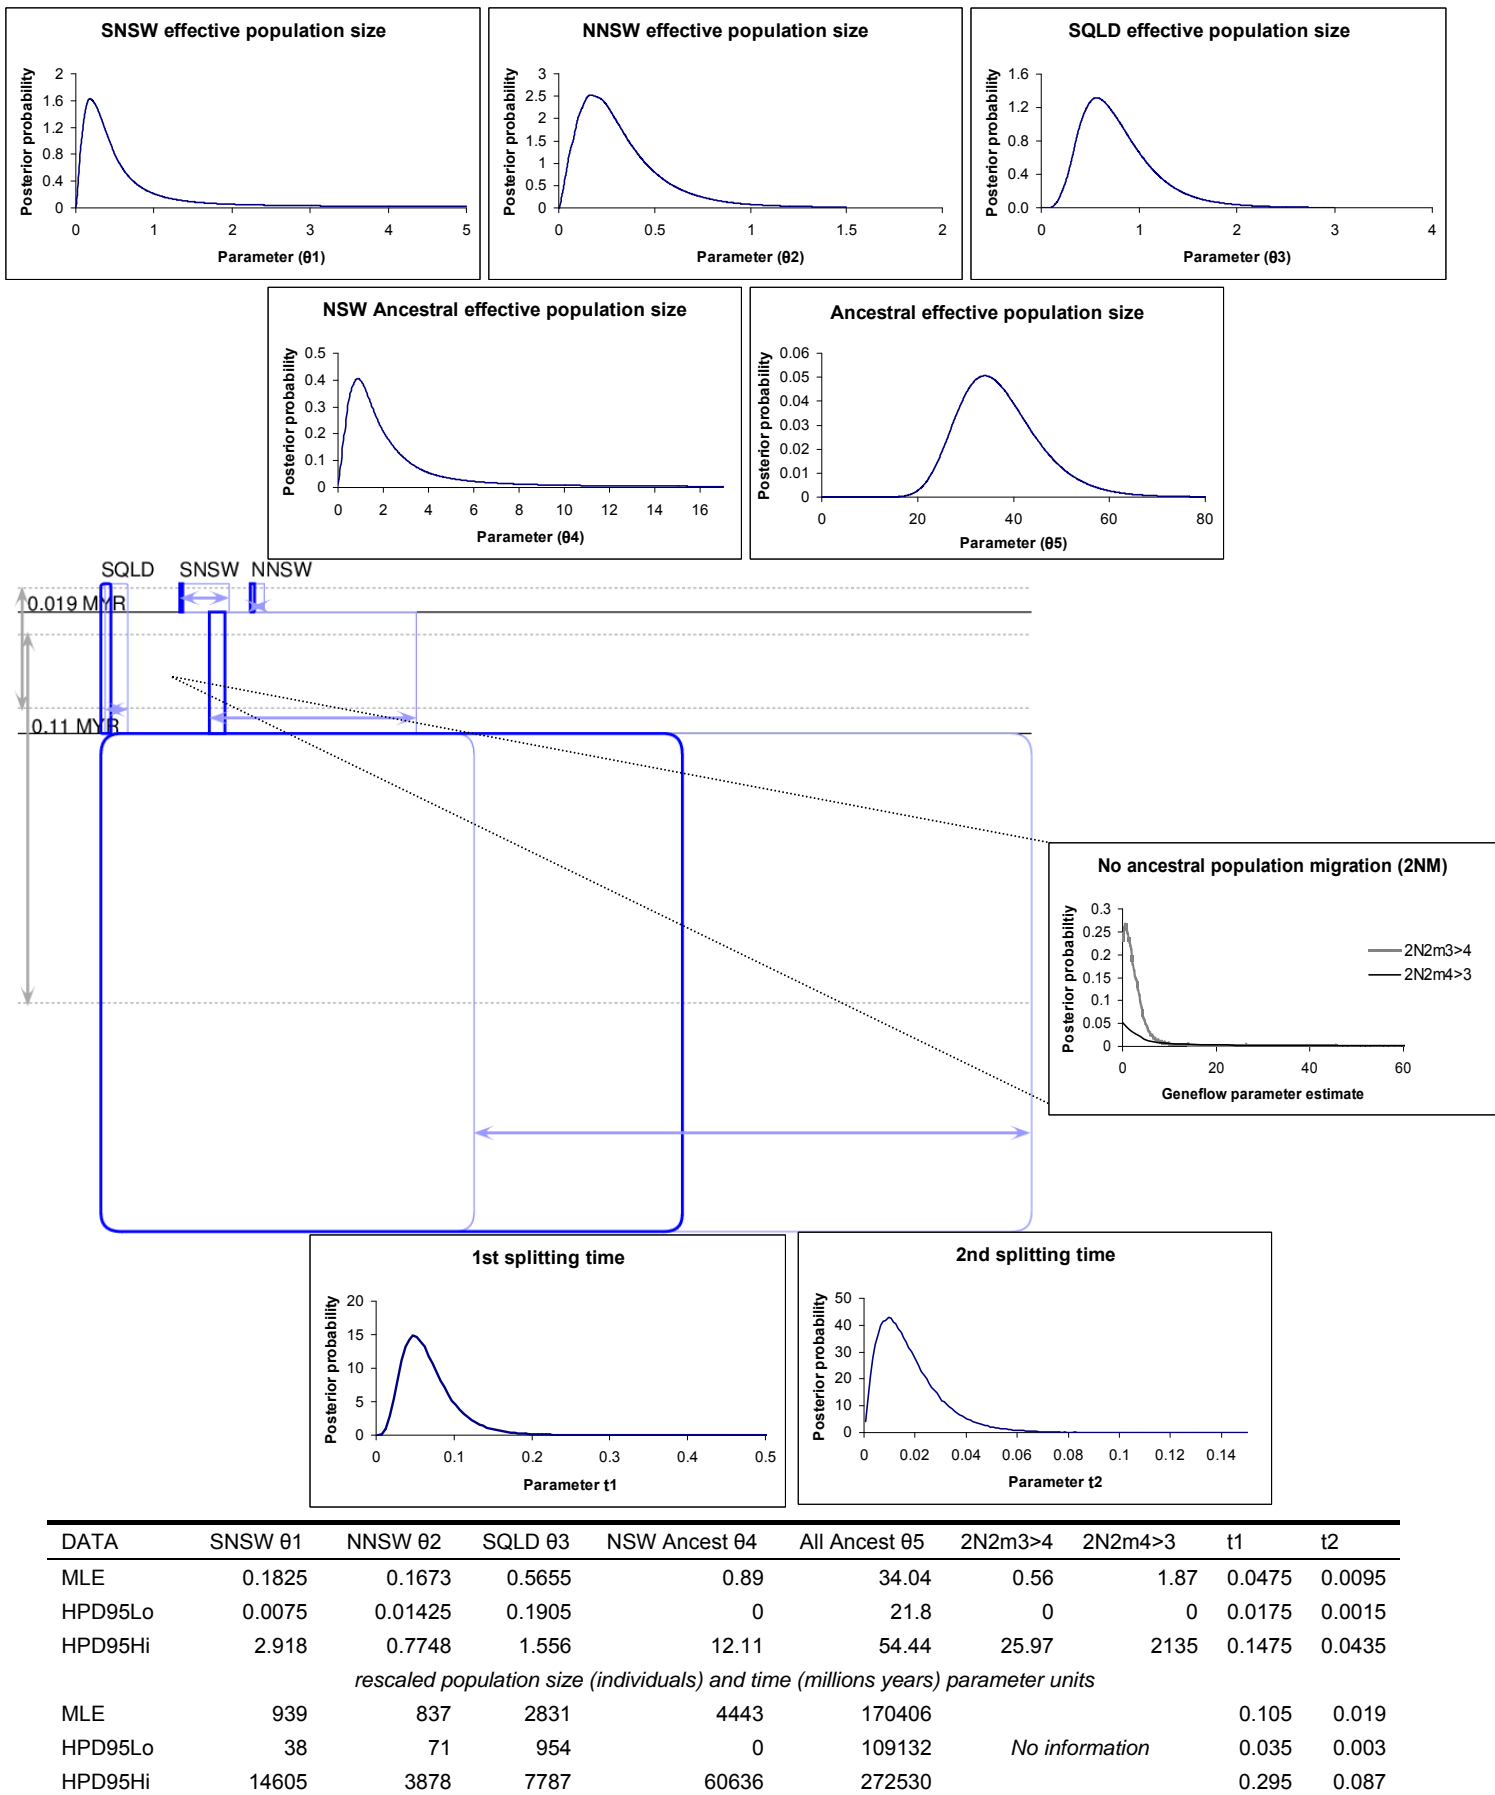 SNSW effective population size
Posterior probability
2
1.6
1.2
0.8
0.4
0
0 1 2 3 4 5
Parameter (θ1)
NNSW effective population size
Posterior probability
3
2.5
2
1.5
1
0.5
0
0 0.5 1 1.5 2
Parameter (θ2)
SQLD effective population size
Posterior probability
1.6
1.2
0.8
0.4
0.0
0 1 2 3 4
Parameter (θ3)
NSW Ancestral effective population size
Posterior probability
0.5
0.4
0.3
0.2
0.1
0
0 2 4 6 8 10 12 14 16
Parameter (θ4)
Ancestral effective population size
Posterior probability
0.06
0.05
0.04
0.03
0.02
0.01
0
0 20 40 60 80
Parameter (θ5)
SQLD SNSW NNSW
0.019 MYR
0.11 MYR
No ancestral population migration (2NM)
Posterior probabiltiy
0.3
0.25
0.2
0.15
0.1
0.05
0
0 20 40 60
Geneflow parameter estimate
2N2m3>4
2N2m4>3
1st splitting time
Posterior probability
20
15
10
5
0
0 0.1 0.2 0.3 0.4 0.5
Parameter t1
2nd splitting time
Posterior probability
50
40
30
20
10
0
0 0.02 0.04 0.06 0.08 0.1 0.12 0.14
Parameter t2
DATA SNSW θ1 NNSW θ2 SQLD θ3 NSW Ancest θ4 All Ancest θ5 2N2m3>4 2N2m4>3 t1 t2
MLE 0.1825 0.1673 0.5655 0.89 34.04 0.56 1.87 0.0475 0.0095
HPD95Lo 0.0075 0.01425 0.1905 0 21.8 0 0 0.0175 0.0015
HPD95Hi 2.918 0.7748 1.556 12.11 54.44 25.97 2135 0.1475 0.0435
rescaled population size (individuals) and time (millions years) parameter units
MLE 939 837 2831 4443 170406 0.105 0.019
HPD95Lo 38 71 954 0 109132 No information 0.035 0.003
HPD95Hi 14605 3878 7787 60636 272530 0.295 0.087